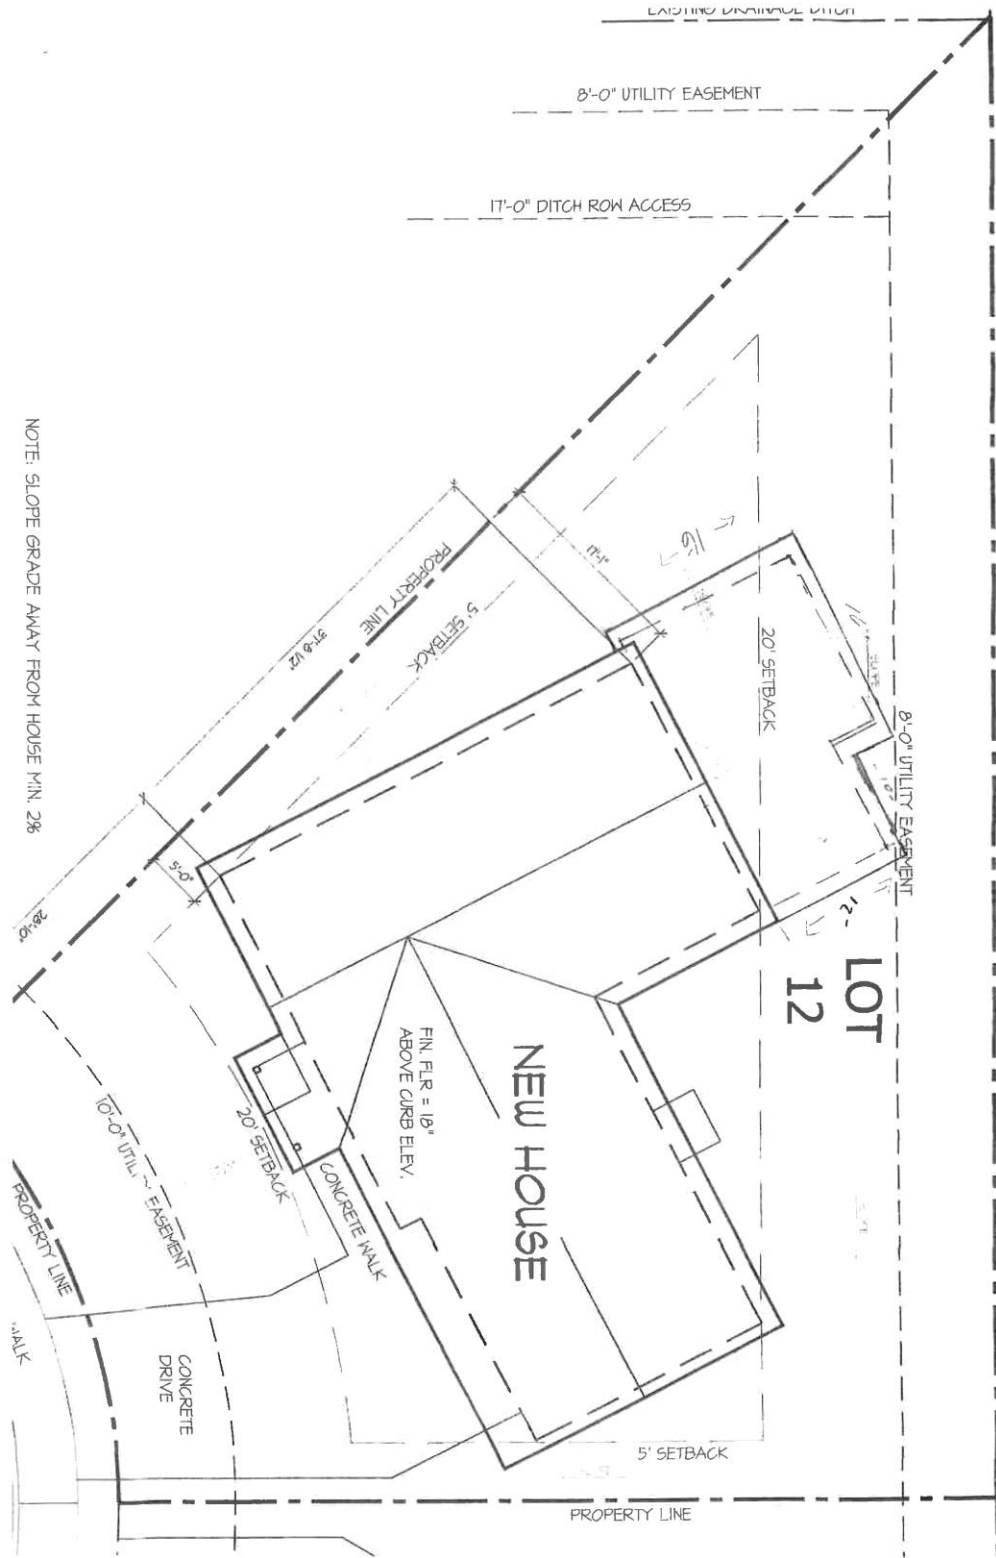 EXISTING DRAINAGE DITCH
8'-0" UTILITY EASEMENT
17'-0" DITCH ROW ACCESS
17'-1"
PROPERTY LINE
5' SETBACK
20' SETBACK
8'-0" UTILITY EASEMENT
NOTE: SLOPE GRADE AWAY FROM HOUSE MIN. 2%
5'-0"
28'-10"
LOT
12
FIN. FLR = 18"
ABOVE CURB ELEV.
NEW HOUSE
20' SETBACK
CONCRETE WALK
EASEMENT
10'-0"
PROPERTY LINE
CONCRETE
DRIVE
5' SETBACK
PROPERTY LINE